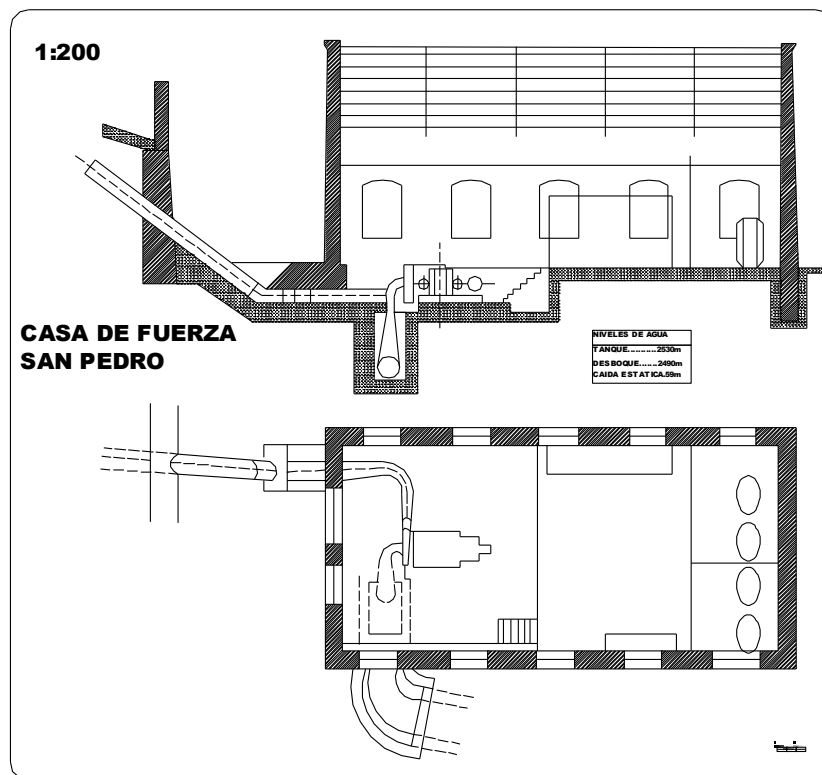 1:200
CASA DE FUERZA
SAN PEDRO
NIVELES DE AGUA
TANQUE............2530m
DESBOQUE......2490m
CAIDA ESTATICA.59m